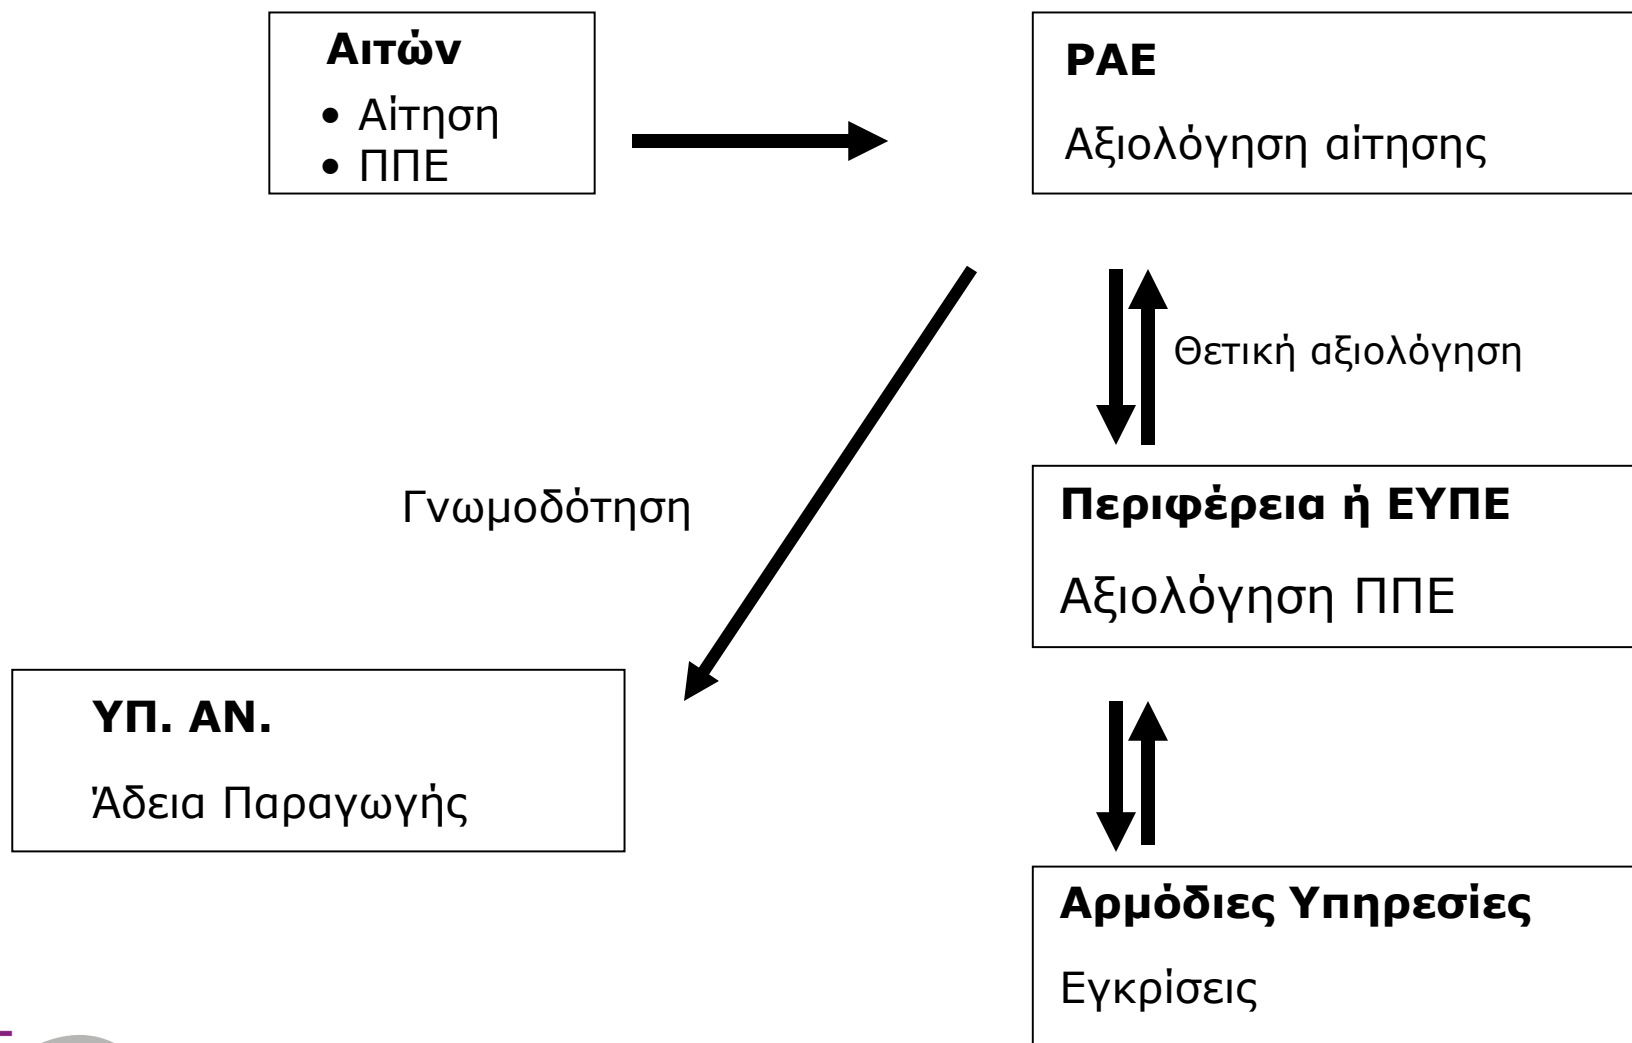 Αιτών
• Αίτηση
• ΠΠΕ
ΡΑΕ
Αξιολόγηση αίτησης
Θετική αξιολόγηση
Γνωμοδότηση
Περιφέρεια ή ΕΥΠΕ
Αξιολόγηση ΠΠΕ
ΥΠ. ΑΝ.
Άδεια Παραγωγής
Αρμόδιες Υπηρεσίες
Εγκρίσεις